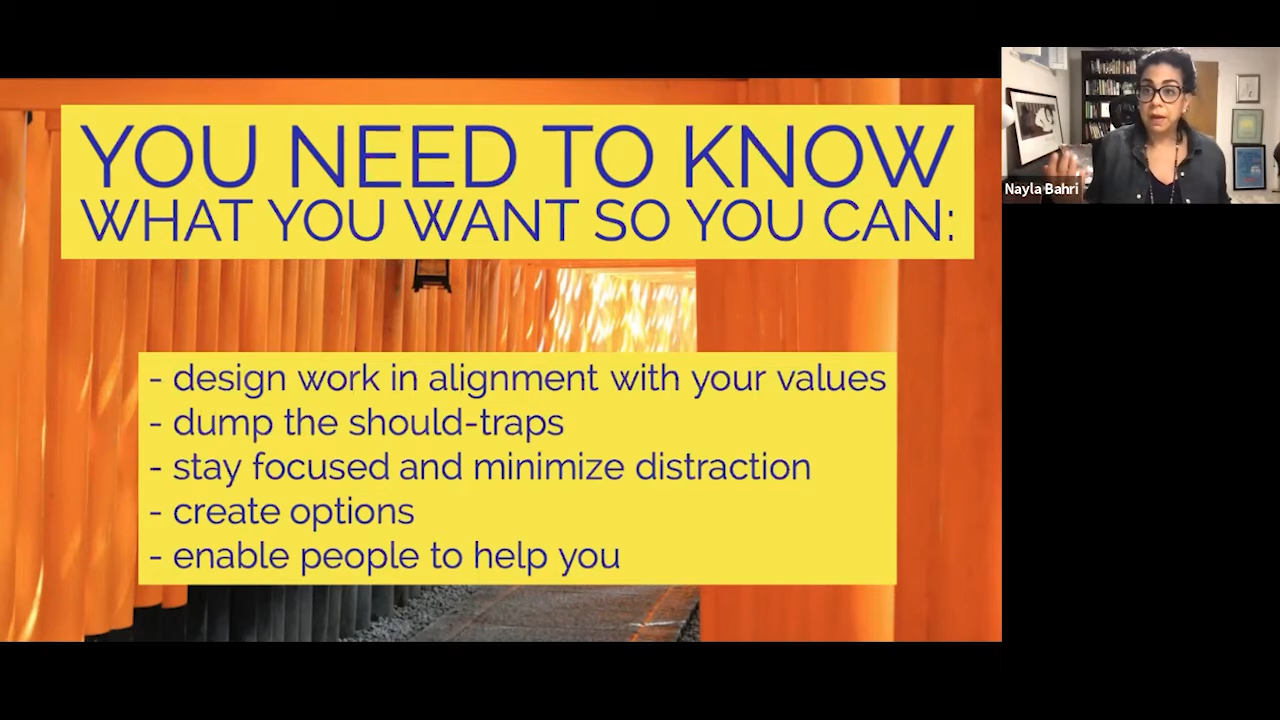 YOU NEED TO KNOW
WHAT YOU WANT SO YOU CAN:
- design work in alignment with your values
- dump the should-traps
- stay focused and minimize distraction
- create options
- enable people to help you
Nayla Bahri